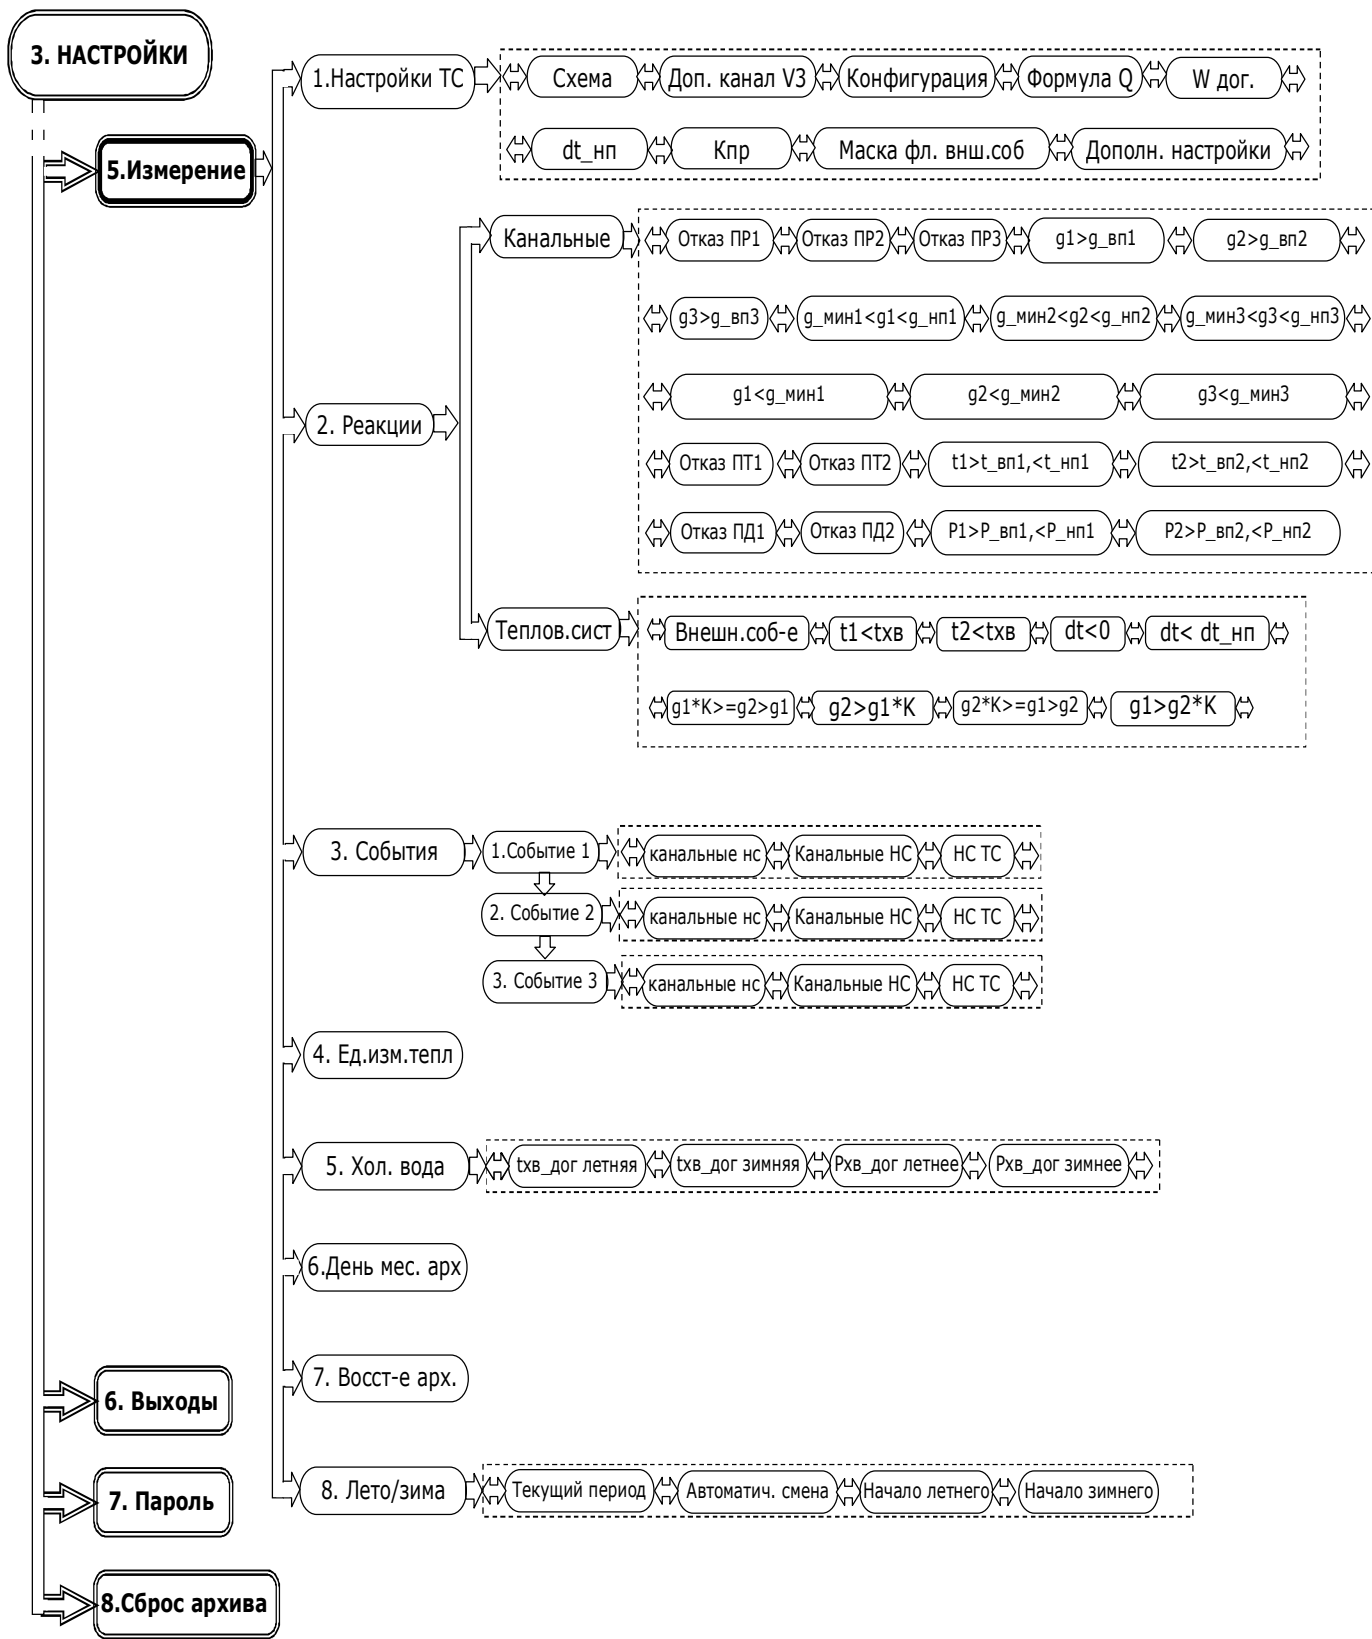 3. НАСТРОЙКИ
5.Измерение
1.Настройки ТС
Схема
Доп. канал V3
Конфигурация
Формула Q
W дог.
dt_нп
Кпр
Маска фл. внш.соб
Дополн. настройки
2. Реакции
Канальные
Отказ ПР1
Отказ ПР2
Отказ ПР3
g1>g_вп1
g2>g_вп2
g3>g_вп3
g_мин1<g1<g_нп1
g_мин2<g2<g_нп2
g_мин3<g3<g_нп3
g1<g_мин1
g2<g_мин2
g3<g_мин3
Отказ ПТ1
Отказ ПТ2
t1>t_вп1,<t_нп1
t2>t_вп2,<t_нп2
Отказ ПД1
Отказ ПД2
P1>P_вп1,<P_нп1
P2>P_вп2,<P_нп2
Теплов.сист
Внешн.соб-е
t1<tхв
t2<tхв
dt<0
dt< dt_нп
g1*K>=g2>g1
g2>g1*K
g2*K>=g1>g2
g1>g2*K
3. События
1.Событие 1
канальные нс
Канальные НС
НС ТС
2. Событие 2
канальные нс
Канальные НС
НС ТС
3. Событие 3
канальные нс
Канальные НС
НС ТС
4. Ед.изм.тепл
5. Хол. вода
tхв_дог летняя
tхв_дог зимняя
Pхв_дог летнее
Pхв_дог зимнее
6.День мес. арх
7. Восст-е арх.
8. Лето/зима
Текущий период
Автоматич. смена
Начало летнего
Начало зимнего
6. Выходы
7. Пароль
8.Сброс архива